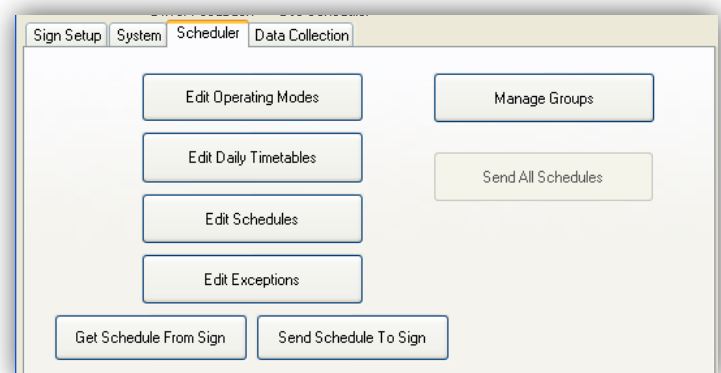 Sign Setup System Scheduler Data Collection
Edit Operating Modes Manage Groups
Edit Daily Timetables
Send All Schedules
Edit Schedules
Edit Exceptions
Get Schedule From Sign Send Schedule To Sign